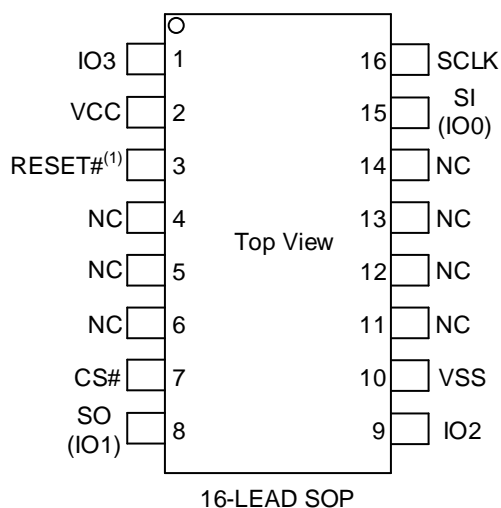 IO3 1 16 SCLK
VCC 2 15 SI
(IO0)
RESET#(1) 3 14 NC
NC 4 13 NC
Top View
NC 5 12 NC
NC 6 11 NC
CS# 7 10 VSS
SO
(IO1) 8 9 IO2
16-LEAD SOP